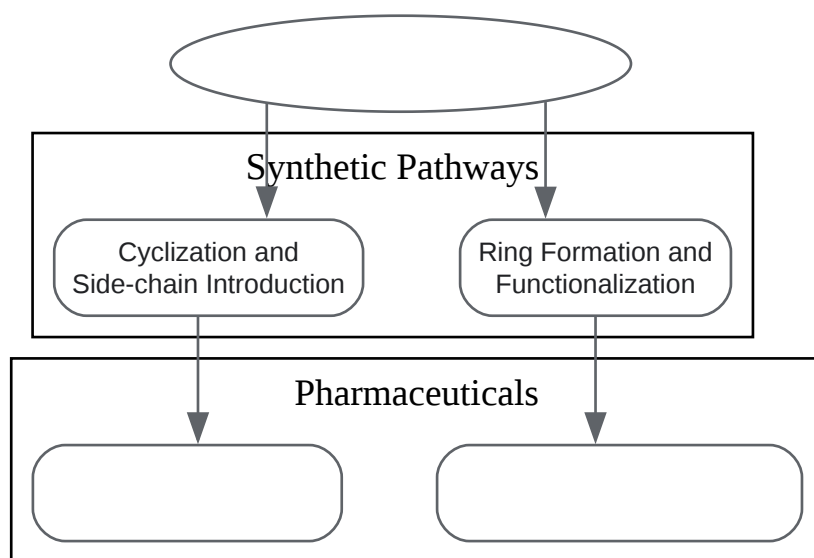 Synthetic Pathways
Cyclization and
Side-chain Introduction
Ring Formation and
Functionalization
Pharmaceuticals